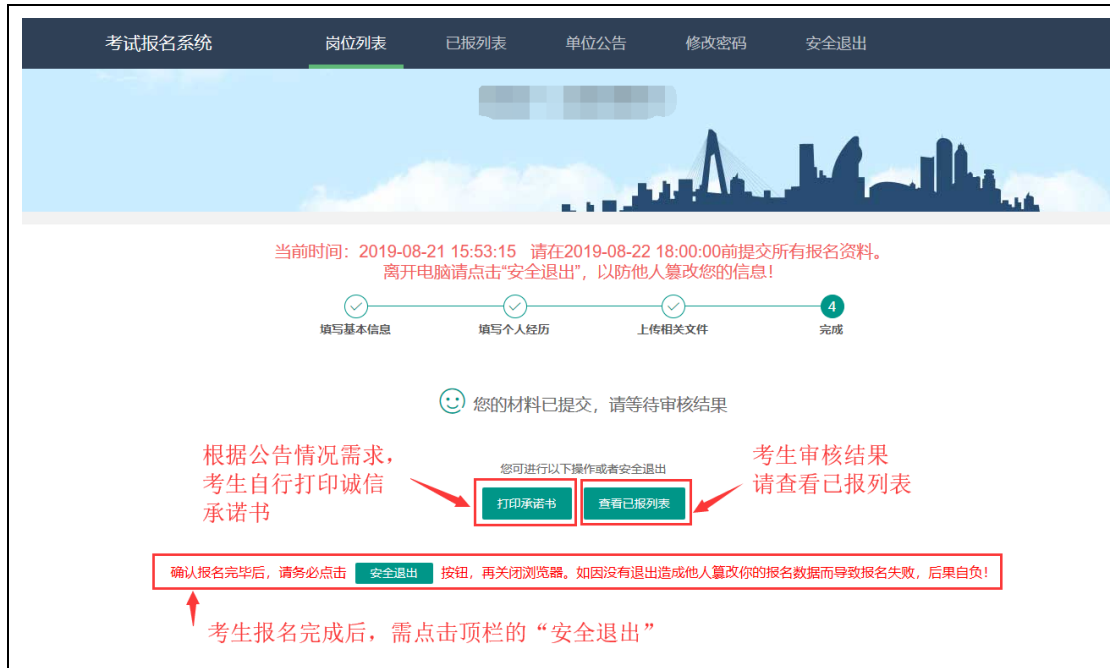 考试报名系统 岗位列表 已报列表 单位公告 修改密码 安全退出
当前时间：2019-08-21 15:53:15 请在2019-08-22 18:00:00前提交所有报名资料。
离开电脑请点击“安全退出”，以防他人篡改您的信息！
4
填写基本信息 填写个人经历 上传相关文件 完成
您的材料已提交，请等待审核结果
根据公告情况需求，
考生自行打印诚信
承诺书
您可进行以下操作或者安全退出
打印承诺书 查看已报列表
考生审核结果
请查看已报列表
确认报名完毕后，请务必点击 安全退出 按钮，再关闭浏览器。如因没有退出造成他人篡改你的报名数据而导致报名失败，后果自负！
考生报名完成后，需点击顶栏的“安全退出”